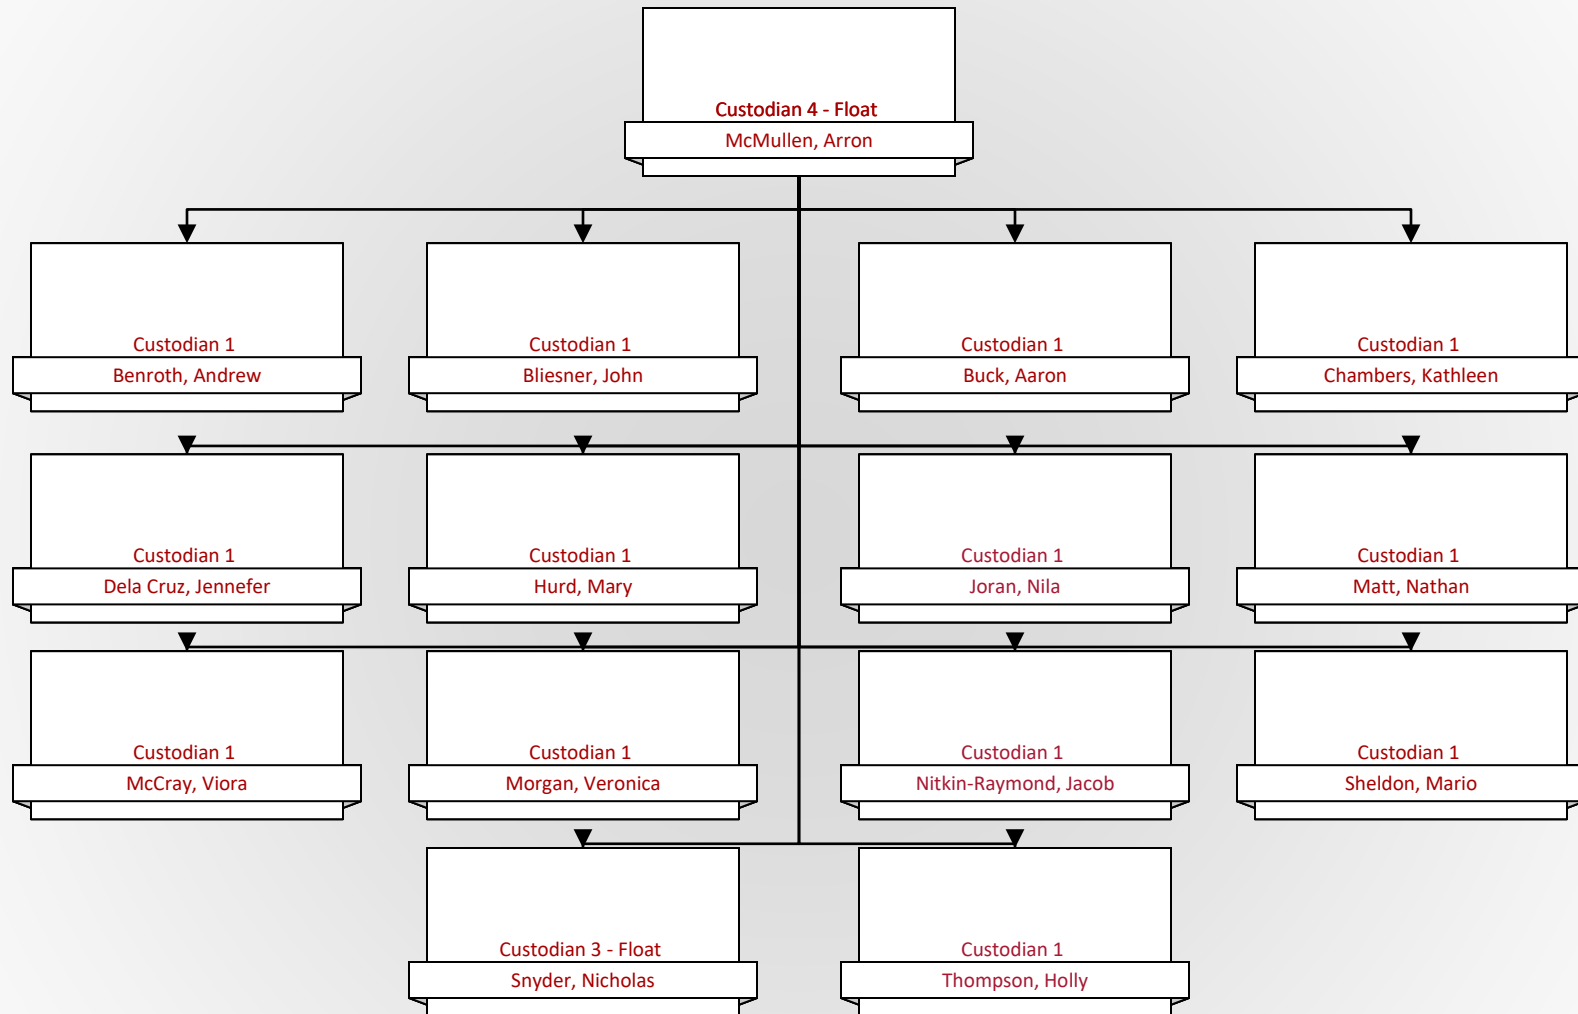 Custodian 4 - Float
McMullen, Arron
Custodian 1
Benroth, Andrew
Custodian 1
Bliesner, John
Custodian 1
Buck, Aaron
Custodian 1
Chambers, Kathleen
Custodian 1
Dela Cruz, Jennefer
Custodian 1
Hurd, Mary
Custodian 1
Joran, Nila
Custodian 1
Matt, Nathan
Custodian 1
McCray, Viora
Custodian 1
Morgan, Veronica
Custodian 1
Nitkin-Raymond, Jacob
Custodian 1
Sheldon, Mario
Custodian 3 - Float
Snyder, Nicholas
Custodian 1
Thompson, Holly